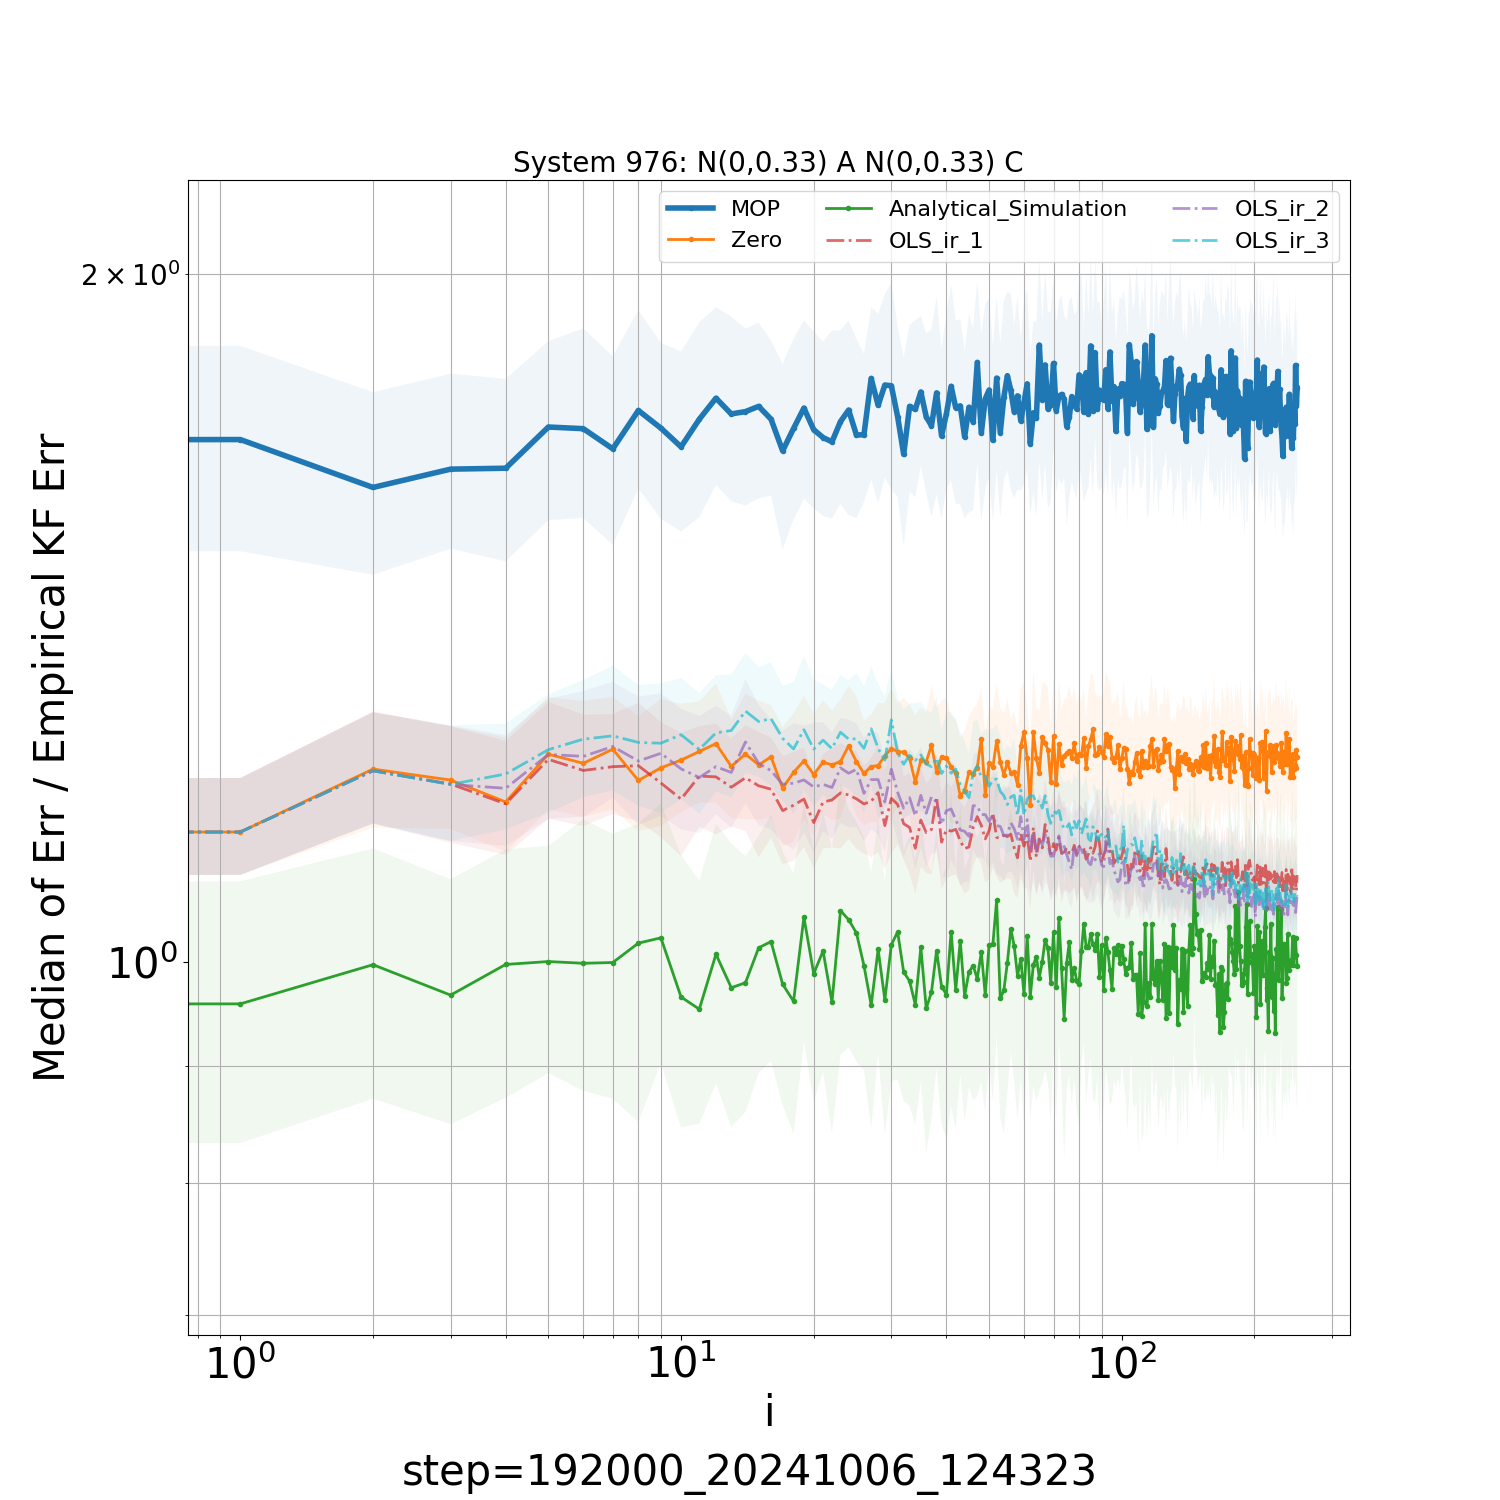 System 976: N(0,0.33) A N(0,0.33) C
MOP
Zero
Analytical_Simulation
OLS_ir_1
OLS_ir_2
OLS_ir_3
2 × 10⁰
10⁰
Median of Err / Empirical KF Err
10⁰ 10¹ 10²
i
step=192000_20241006_124323